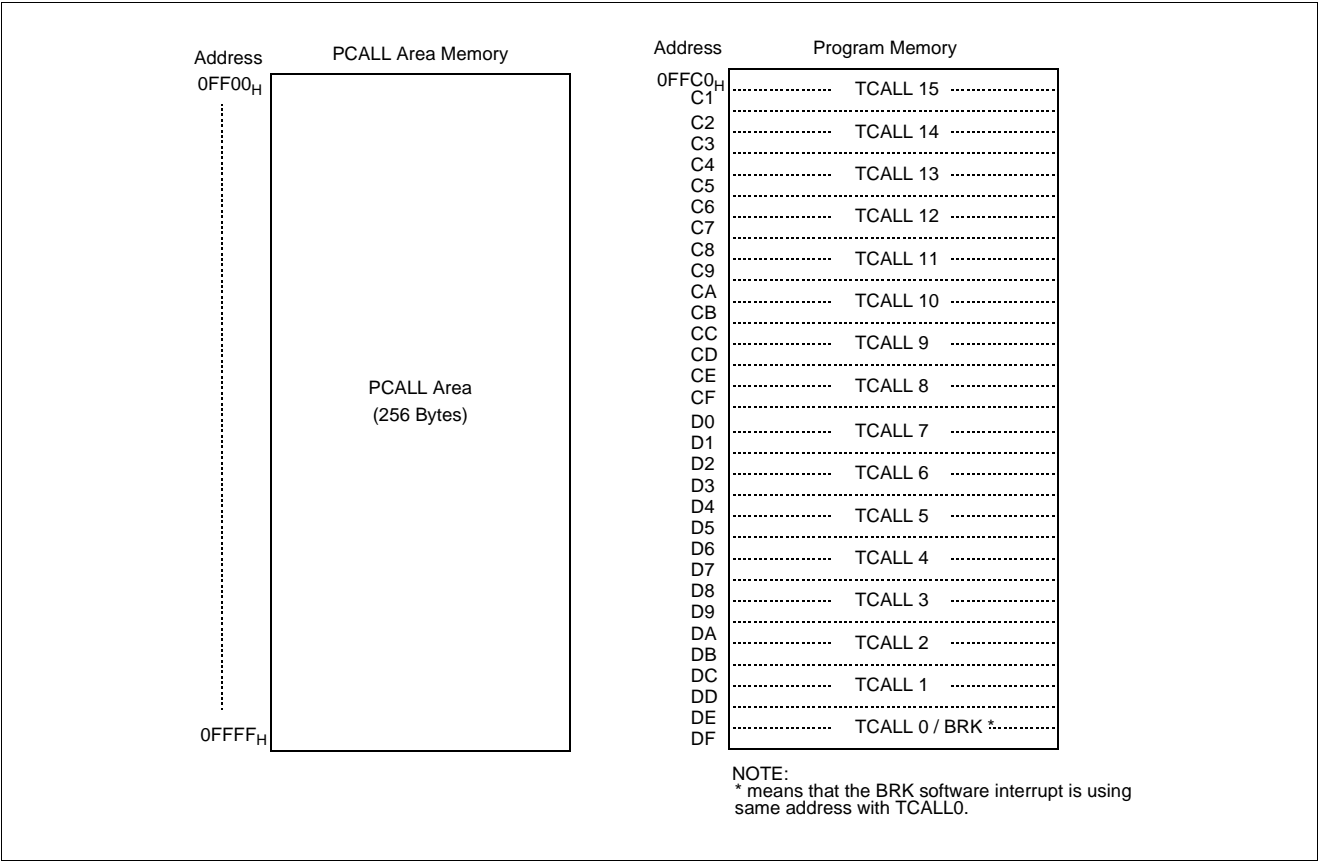 Address
PCALL Area Memory
0FF00H
PCALL Area
(256 Bytes)
0FFFFH
Address
Program Memory
0FFC0H
C1
TCALL 15
C2
C3
TCALL 14
C4
C5
TCALL 13
C6
C7
TCALL 12
C8
C9
TCALL 11
CA
CB
TCALL 10
CC
CD
TCALL 9
CE
CF
TCALL 8
D0
D1
TCALL 7
D2
D3
TCALL 6
D4
D5
TCALL 5
D6
D7
TCALL 4
D8
D9
TCALL 3
DA
DB
TCALL 2
DC
DD
TCALL 1
DE
DF
TCALL 0 / BRK *
NOTE:
* means that the BRK software interrupt is using
same address with TCALL0.